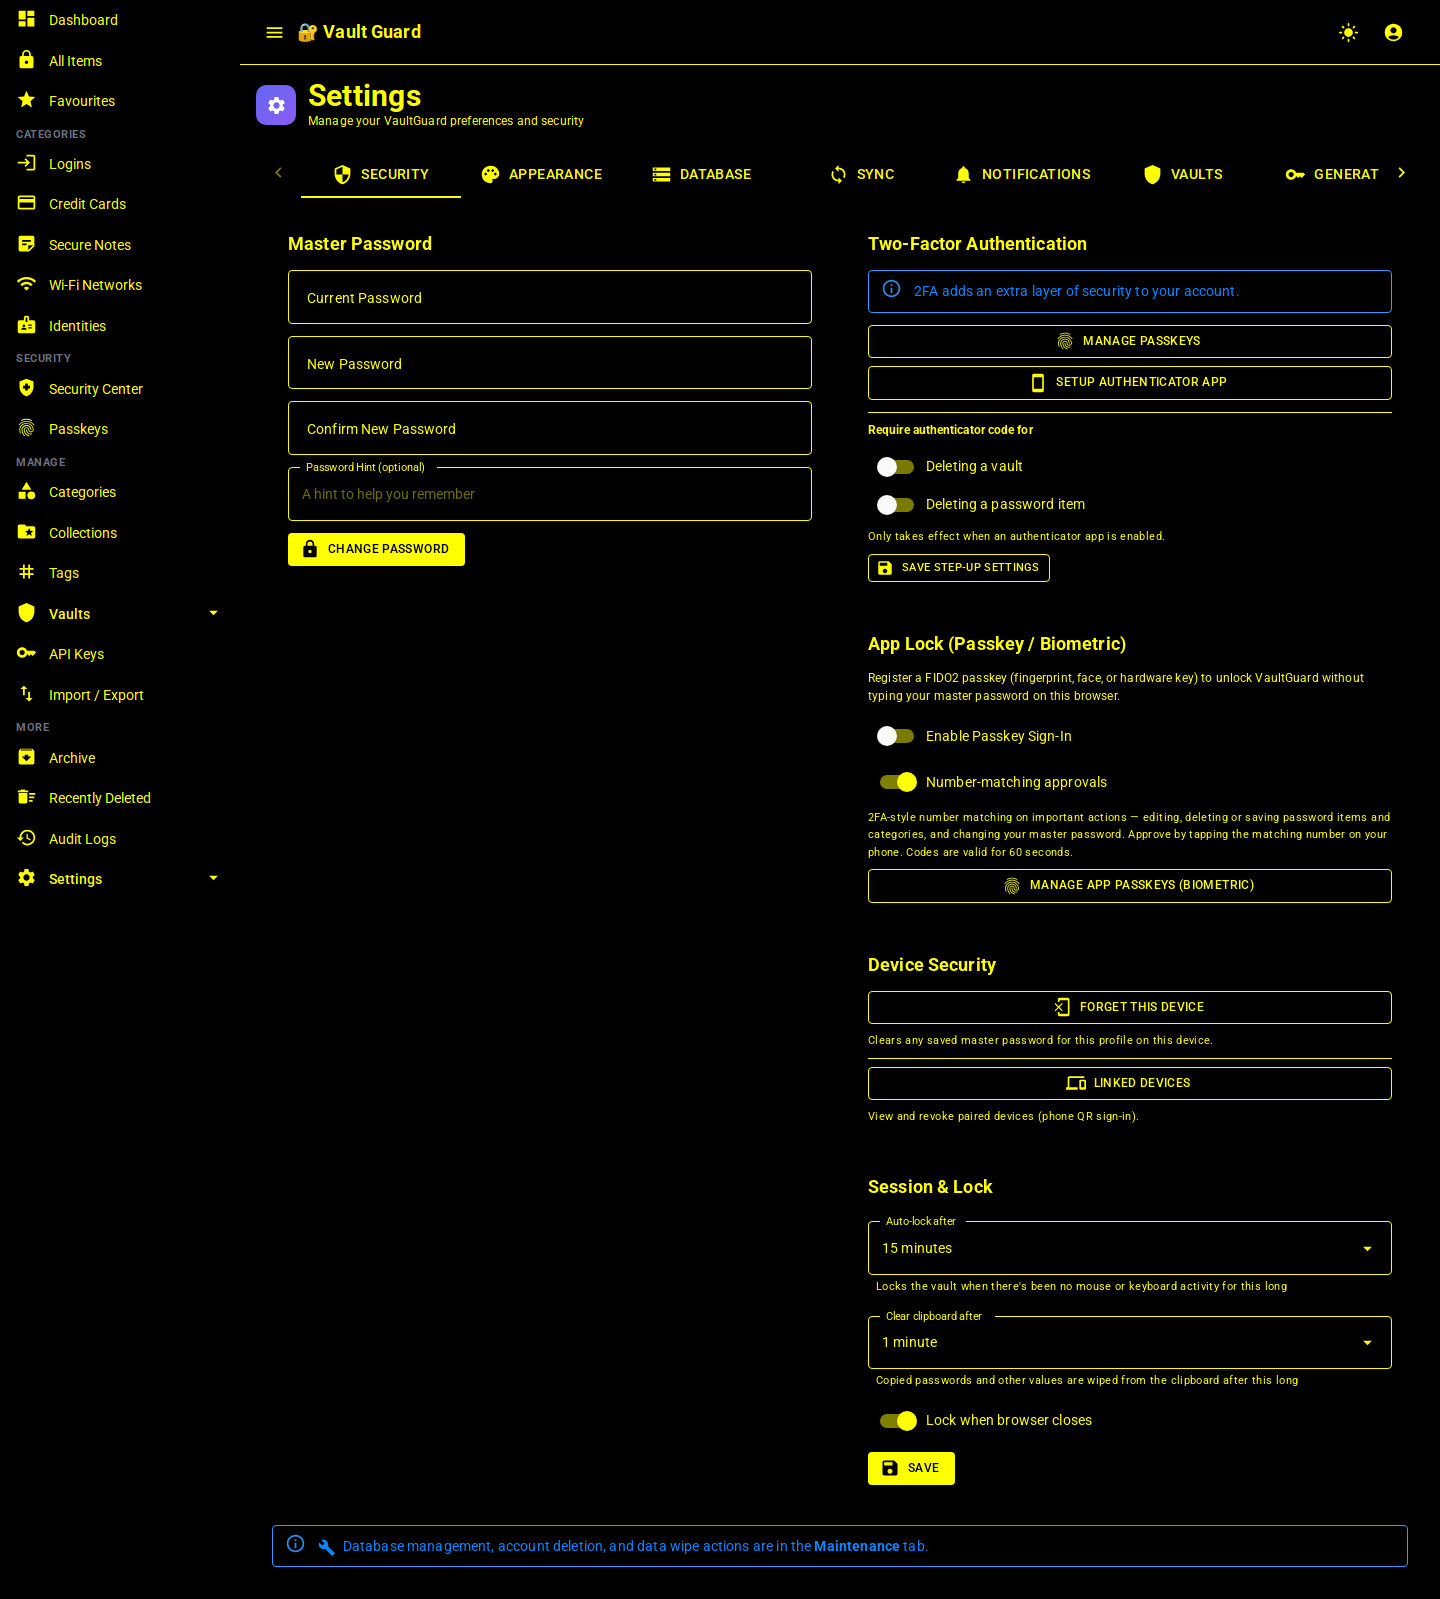 Dashboard
All Items
Favourites
CATEGORIES
Logins
Credit Cards
Secure Notes
Wi-Fi Networks
Identities
SECURITY
Security Center
Passkeys
MANAGE
Categories
Collections
Tags
Vaults
API Keys
Import / Export
MORE
Archive
Recently Deleted
Audit Logs
Settings
Vault Guard
Settings
Manage your VaultGuard preferences and security
SECURITY
APPEARANCE
DATABASE
SYNC
NOTIFICATIONS
VAULTS
GENERAT
Master Password
Current Password
New Password
Confirm New Password
Password Hint (optional)
A hint to help you remember
CHANGE PASSWORD
Two-Factor Authentication
2FA adds an extra layer of security to your account.
MANAGE PASSKEYS
SETUP AUTHENTICATOR APP
Require authenticator code for
Deleting a vault
Deleting a password item
Only takes effect when an authenticator app is enabled.
SAVE STEP-UP SETTINGS
App Lock (Passkey / Biometric)
Register a FIDO2 passkey (fingerprint, face, or hardware key) to unlock VaultGuard without
typing your master password on this browser.
Enable Passkey Sign-In
Number-matching approvals
2FA-style number matching on important actions — editing, deleting or saving password items and
categories, and changing your master password. Approve by tapping the matching number on your
phone. Codes are valid for 60 seconds.
MANAGE APP PASSKEYS (BIOMETRIC)
Device Security
FORGET THIS DEVICE
Clears any saved master password for this profile on this device.
LINKED DEVICES
View and revoke paired devices (phone QR sign-in).
Session & Lock
Auto-lock after
15 minutes
Locks the vault when there's been no mouse or keyboard activity for this long
Clear clipboard after
1 minute
Copied passwords and other values are wiped from the clipboard after this long
Lock when browser closes
SAVE
Database management, account deletion, and data wipe actions are in the Maintenance tab.